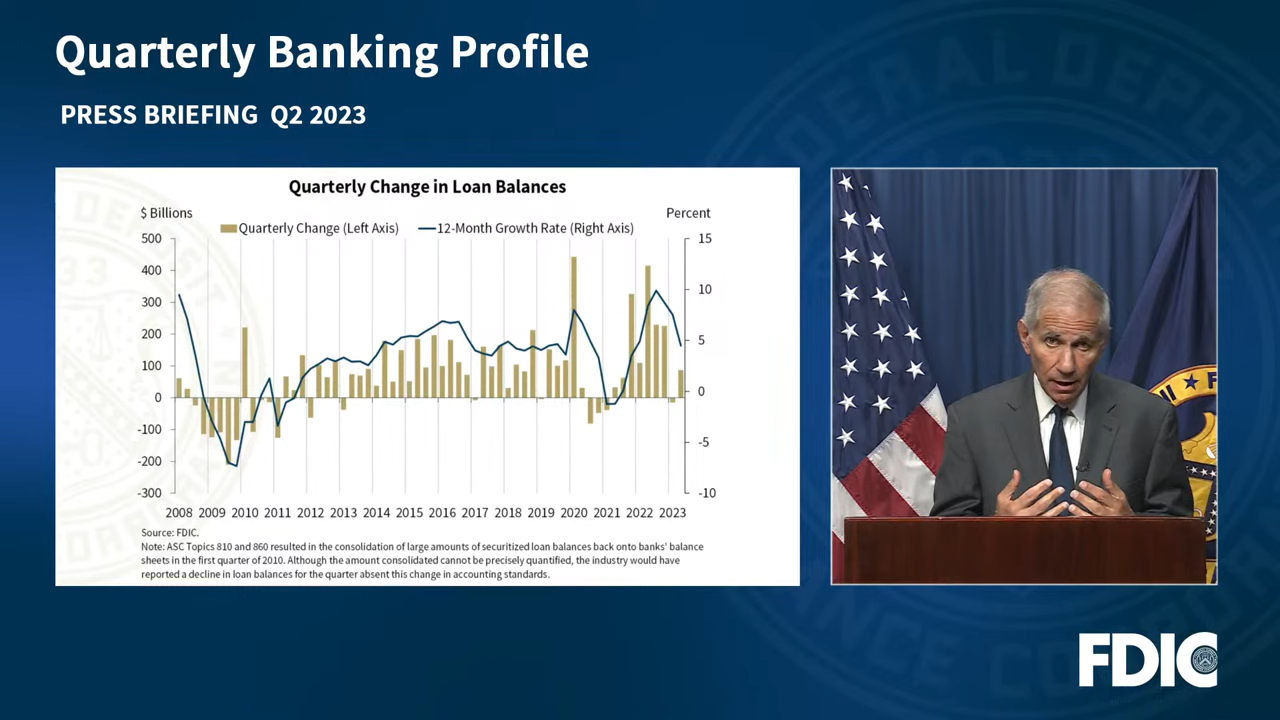 Quarterly Banking Profile
PRESS BRIEFING Q2 2023
Quarterly Change in Loan Balances
$ Billions
Percent
Quarterly Change (Left Axis)
12-Month Growth Rate (Right Axis)
500
400
300
200
100
0
-100
-200
-300
15
10
5
0
-5
-10
2008 2009 2010 2011 2012 2013 2014 2015 2016 2017 2018 2019 2020 2021 2022 2023
Source: FDIC.
Note: ASC Topics 810 and 860 resulted in the consolidation of large amounts of securitized loan balances back onto banks' balance
sheets in the first quarter of 2010. Although the amount consolidated cannot be precisely quantified, the industry would have
reported a decline in loan balances for the quarter absent this change in accounting standards.
FDIC